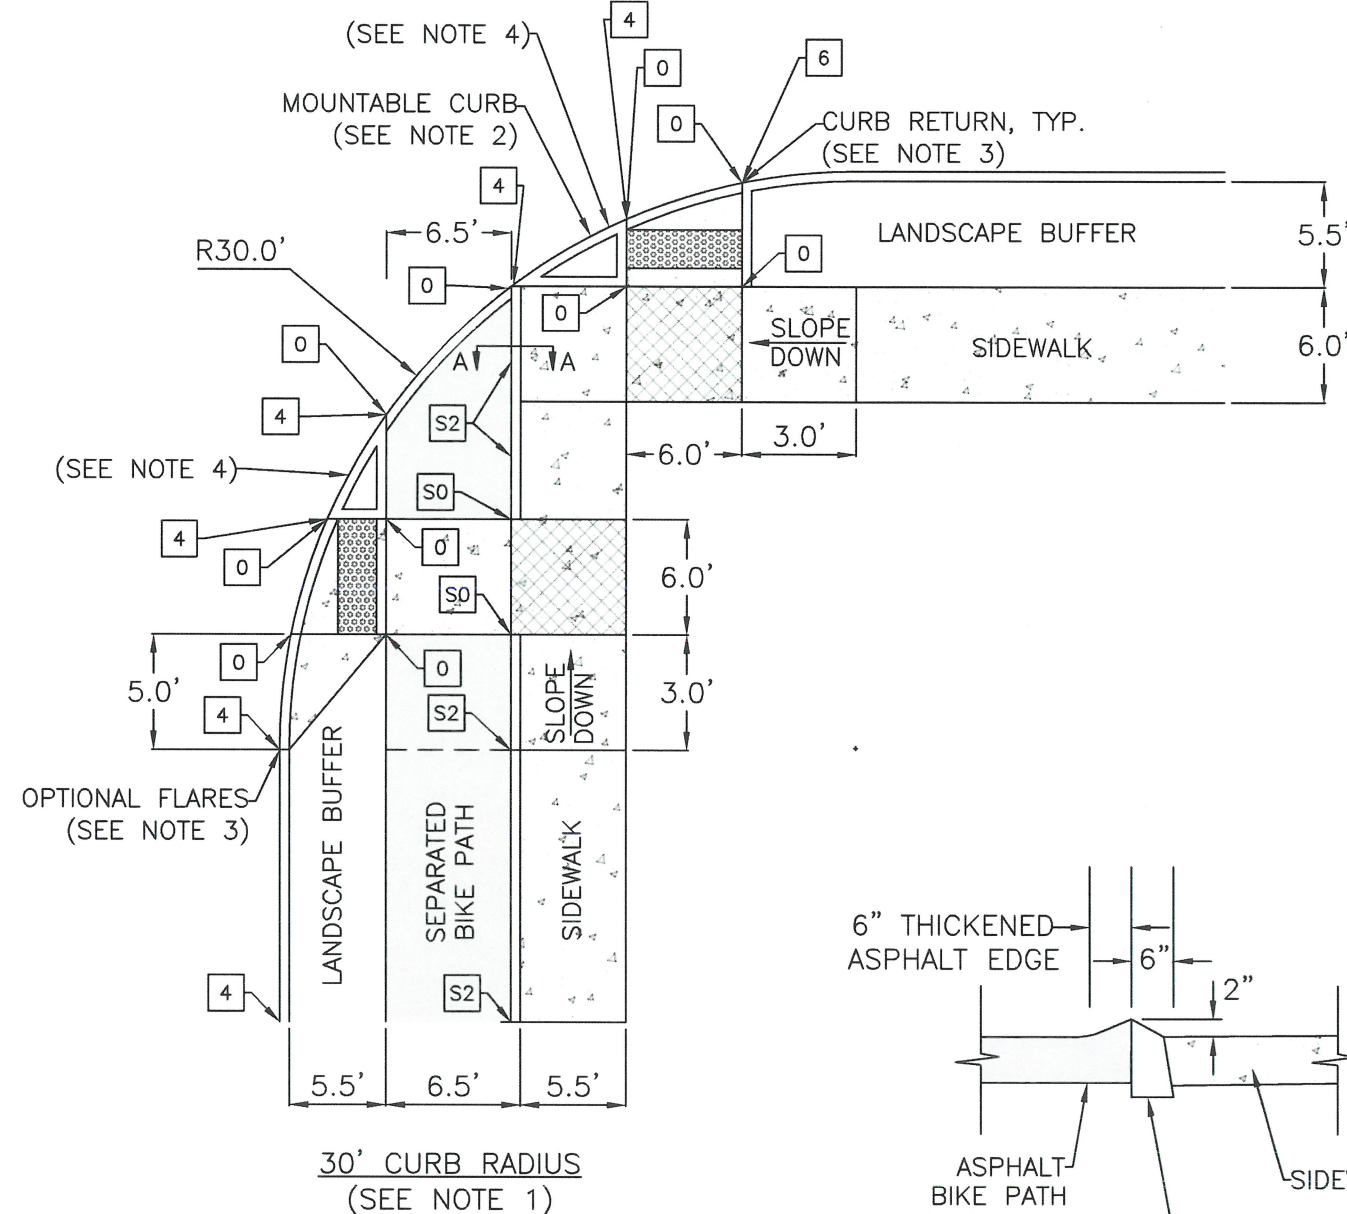 4
(SEE NOTE 4)
0
6
MOUNTABLE CURB
(SEE NOTE 2)
0
CURB RETURN, TYP.
(SEE NOTE 3)
4
6.5'
LANDSCAPE BUFFER
5.5'
R30.0'
0
0
0
SLOPE
DOWN
SIDEWALK
6.0'
0
A
A
4
S2
6.0'
3.0'
(SEE NOTE 4)
S0
4
0
0
6.0'
S0
0
0
5.0'
3.0'
4
S2
SLOPE
DOWN
OPTIONAL FLARES
(SEE NOTE 3)
LANDSCAPE BUFFER
SEPARATED
BIKE PATH
SIDEWALK
4
S2
6" THICKENED
ASPHALT EDGE
6"
2"
5.5'
6.5'
5.5'
ASPHALT
BIKE PATH
30' CURB RADIUS
(SEE NOTE 1)